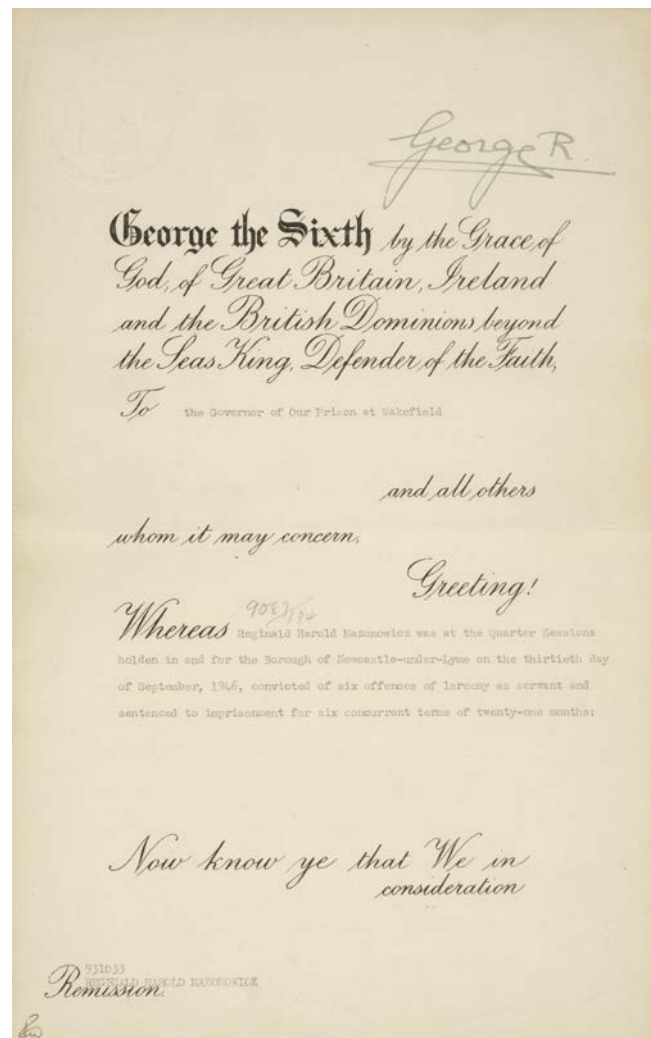 George R.
George the Sixth by the Grace of
God, of Great Britain, Ireland
and the British Dominions beyond
the Seas King, Defender of the Faith,
To the Governor of Our Prison at Wakefield
and all others
whom it may concern,
Greeting!
Whereas Reginald Harold Mazonowicz was at the Quarter Sessions
holden in and for the Borough of Newcastle-under-Lyme on the thirtieth day
of September, 1946, convicted of six offences of larceny as servant and
sentenced to imprisonment for six concurrent terms of twenty-one months:
Now know ye that We in
consideration
931033
REGINALD HAROLD MAZONOWICZ
Remission.